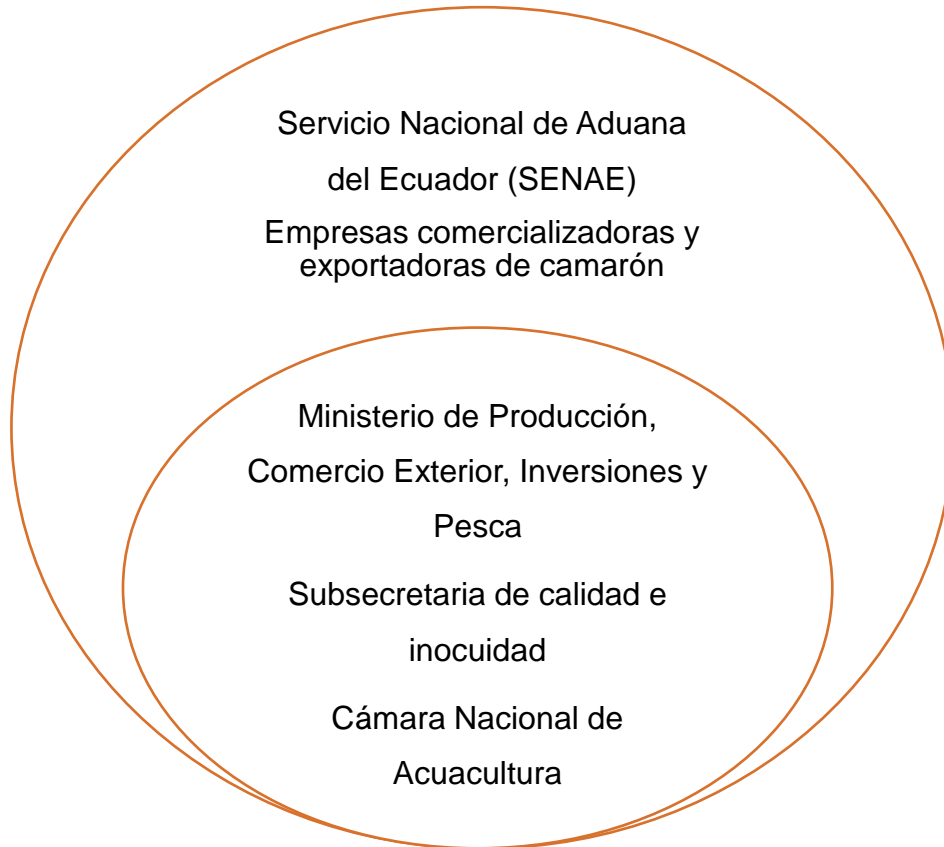 Servicio Nacional de Aduana
del Ecuador (SENAE)
Empresas comercializadoras y
exportadoras de camarón
Ministerio de Producción,
Comercio Exterior, Inversiones y
Pesca
Subsecretaria de calidad e
inocuidad
Cámara Nacional de
Acuacultura